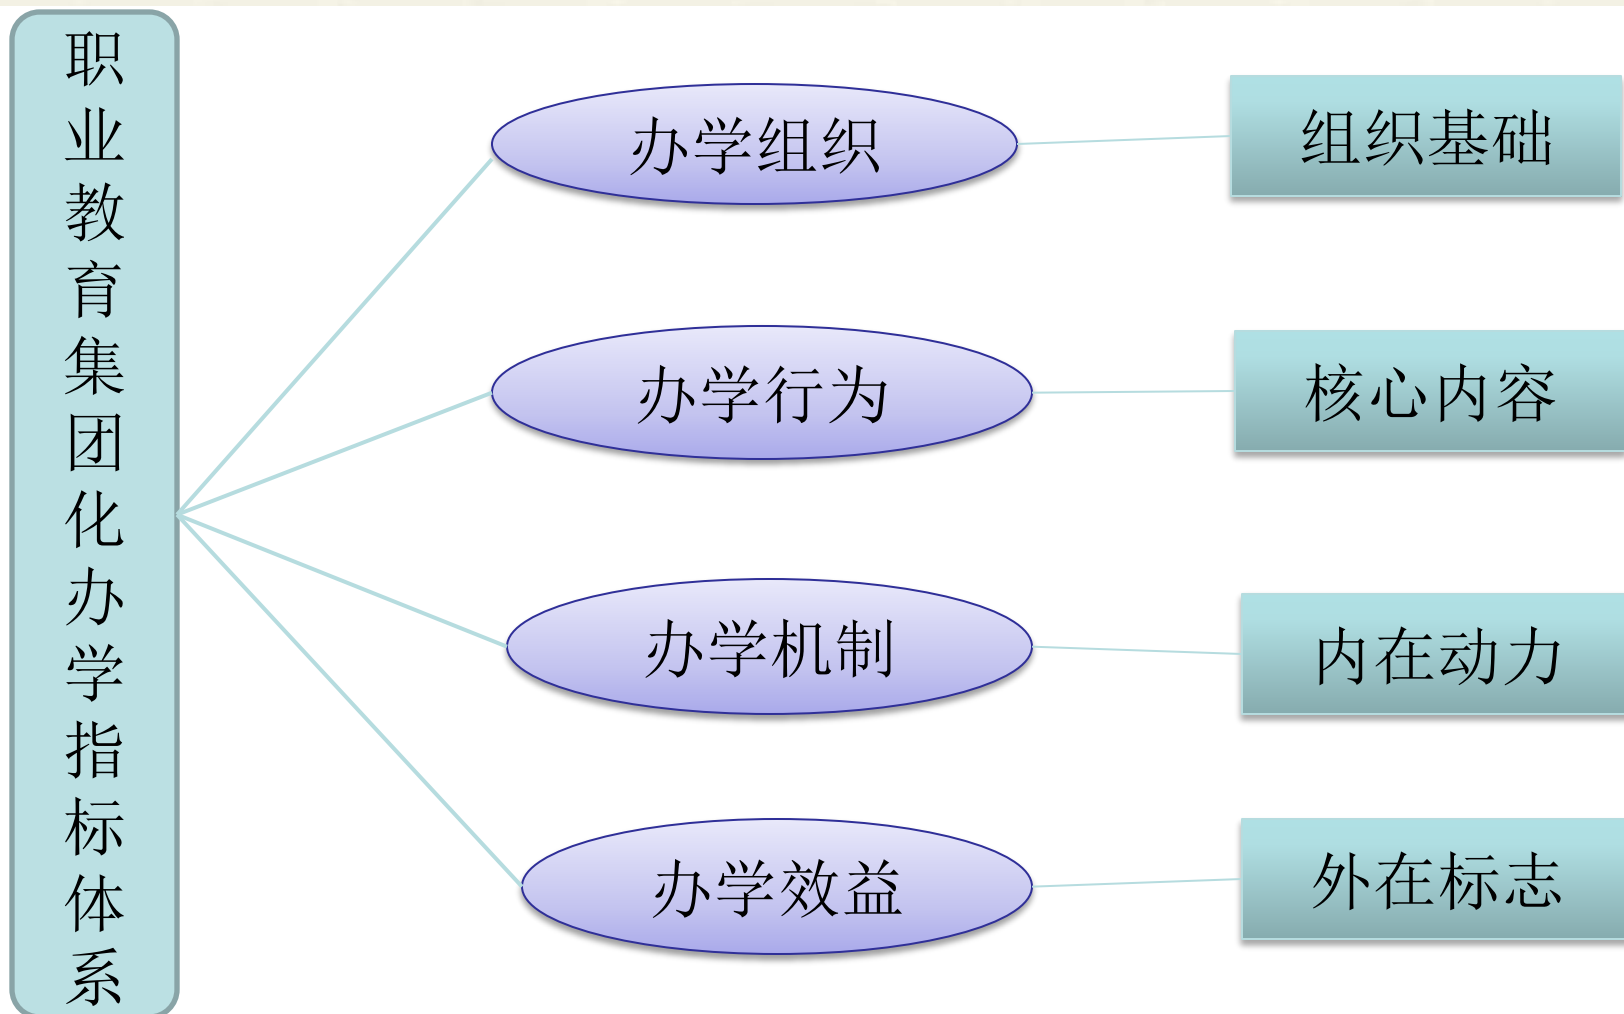 职业教育集团化办学指标体系
办学组织
组织基础
办学行为
核心内容
办学机制
内在动力
办学效益
外在标志